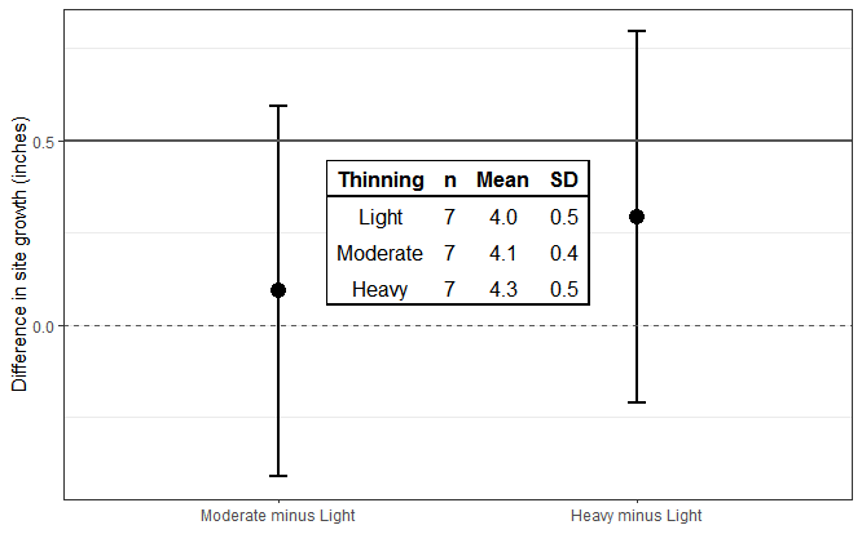 Difference in site growth (inches)
0.5
0.0
Thinning n Mean SD
Light 7 4.0 0.5
Moderate 7 4.1 0.4
Heavy 7 4.3 0.5
Moderate minus Light
Heavy minus Light